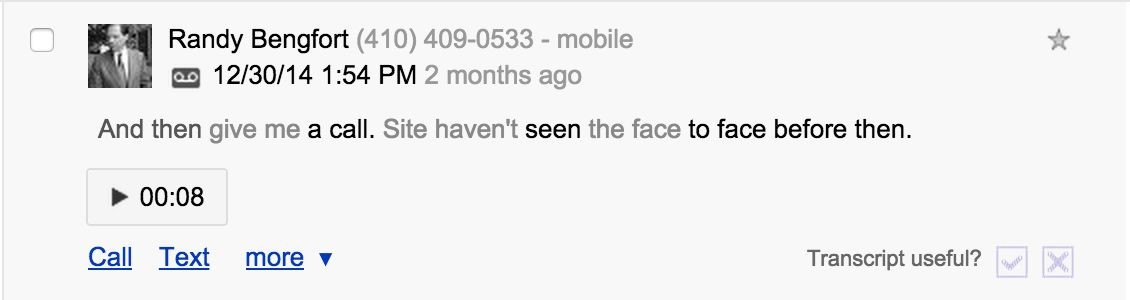 Randy Bengfort (410) 409-0533 - mobile
12/30/14 1:54 PM 2 months ago
And then give me a call. Site haven't seen the face to face before then.
00:08
Call Text more ▼
Transcript useful?